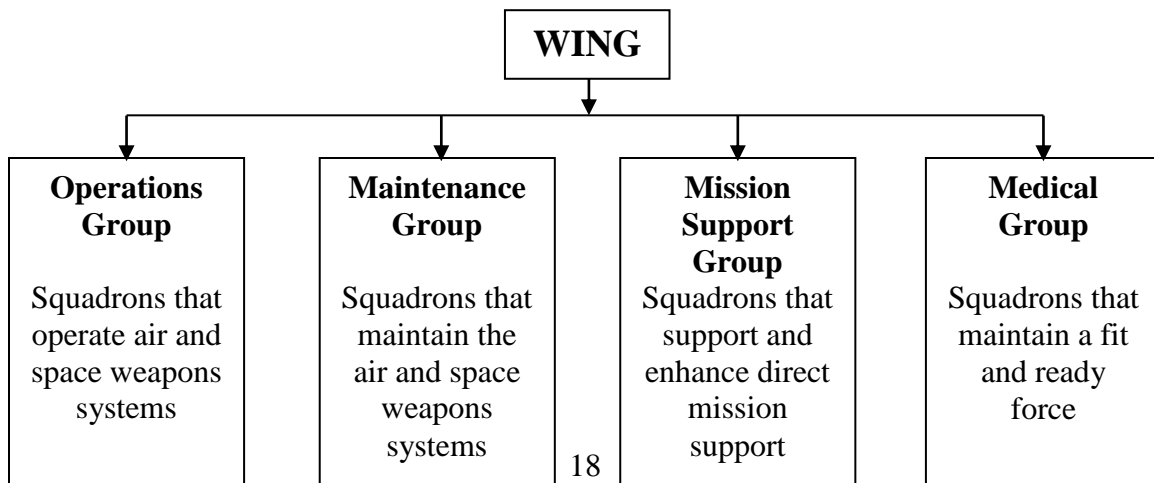 WING
Operations
Group
Squadrons that
operate air and
space weapons
systems
Maintenance
Group
Squadrons that
maintain the
air and space
weapons
systems
Mission
Support
Group
Squadrons that
support and
enhance direct
mission
support
Medical
Group
Squadrons that
maintain a fit
and ready
force
18